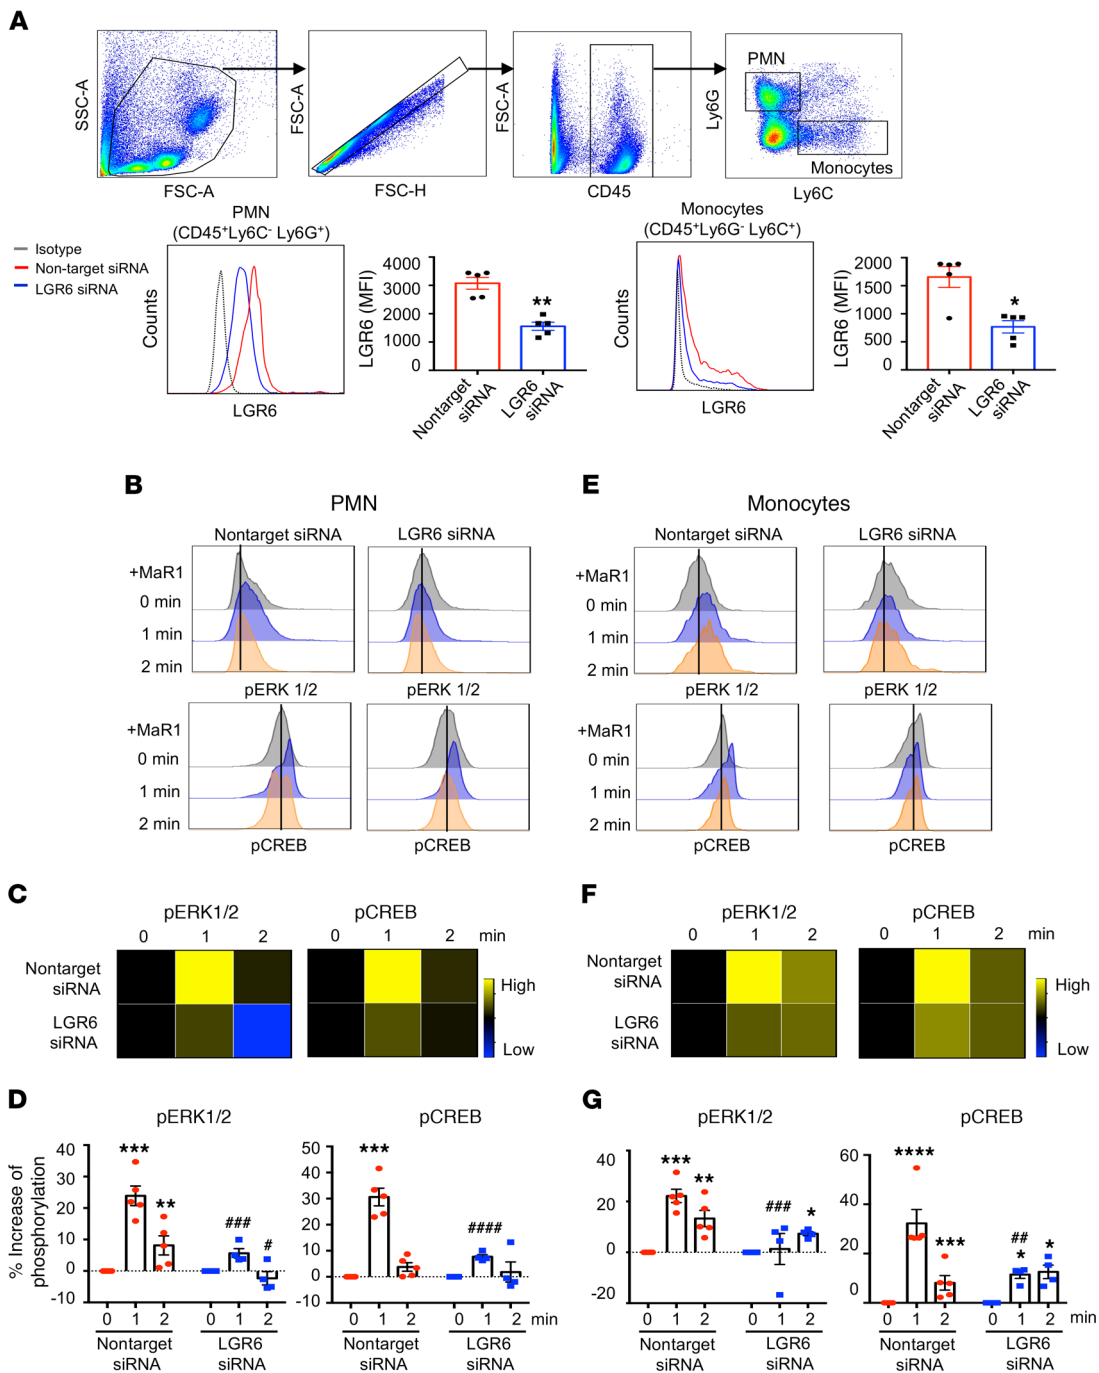 A
SSC-A
FSC-A
FSC-A
FSC-H
FSC-A
CD45
Ly6G
PMN
Monocytes
Ly6C
Isotype
Non-target siRNA
LGR6 siRNA
PMN
(CD45+Ly6C- Ly6G+)
Counts
LGR6
LGR6 (MFI)
4000
3000
2000
1000
0
**
Nontarget
siRNA
LGR6
siRNA
Monocytes
(CD45+Ly6G- Ly6C+)
Counts
LGR6
LGR6 (MFI)
2000
1500
1000
500
0
*
Nontarget
siRNA
LGR6
siRNA
B
PMN
Nontarget siRNA
LGR6 siRNA
+MaR1
0 min
1 min
2 min
pERK 1/2
+MaR1
0 min
1 min
2 min
pCREB
pCREB
E
Monocytes
Nontarget siRNA
LGR6 siRNA
+MaR1
0 min
1 min
2 min
pERK 1/2
pERK 1/2
+MaR1
0 min
1 min
2 min
pCREB
pCREB
C
pERK1/2
pCREB
0 1 2
0 1 2 min
Nontarget
siRNA
LGR6
siRNA
High
Low
F
pERK1/2
pCREB
0 1 2
0 1 2 min
Nontarget
siRNA
LGR6
siRNA
High
Low
D
pERK1/2
% Increase of
phosphorylation
40
30
20
10
0
-10
***
**
###
#
0 1 2 0 1 2
Nontarget
siRNA
LGR6
siRNA
pCREB
50
40
30
20
10
0
-10
***
####
0 1 2 0 1 2 min
Nontarget
siRNA
LGR6
siRNA
G
pERK1/2
40
20
0
-20
***
**
###
*
0 1 2 0 1 2
Nontarget
siRNA
LGR6
siRNA
pCREB
60
40
20
0
****
***
##
*
*
0 1 2 0 1 2 min
Nontarget
siRNA
LGR6
siRNA